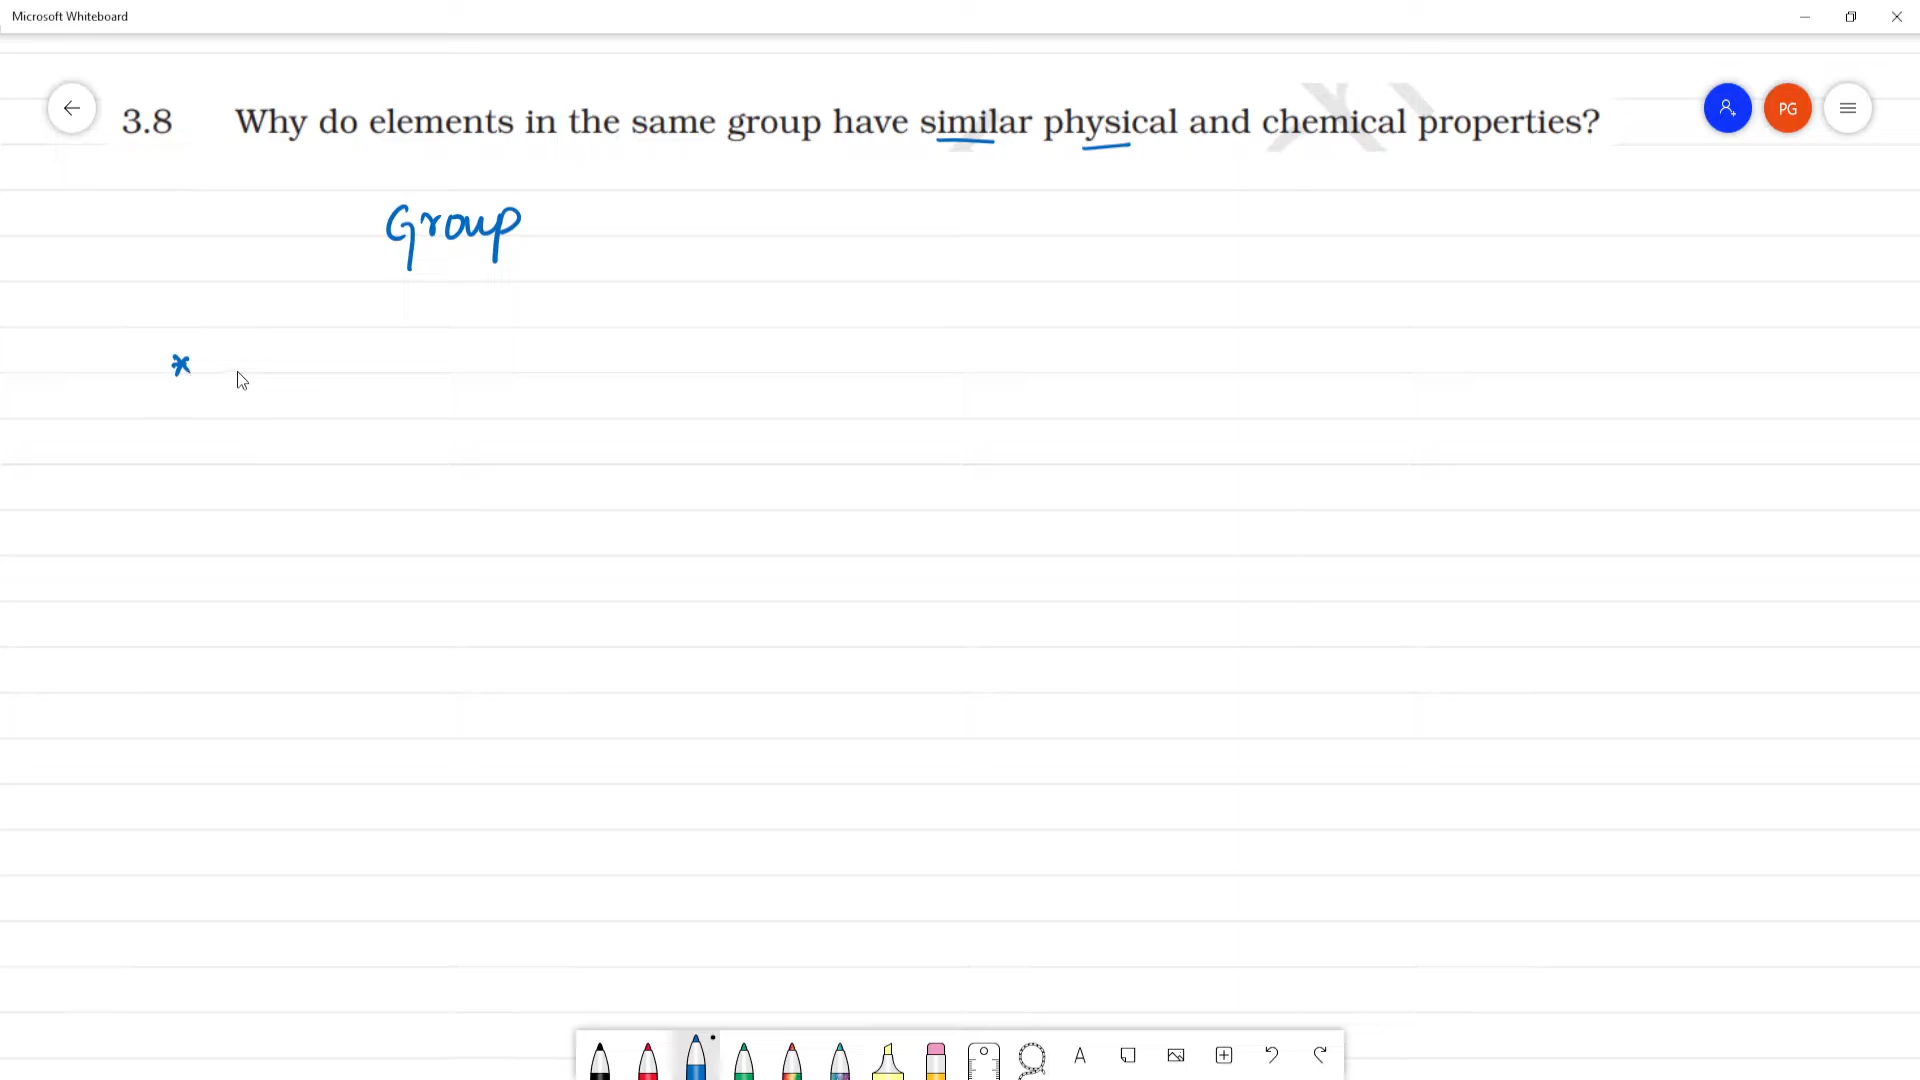 Microsoft Whiteboard
3.8 Why do elements in the same group have similar physical and chemical properties?
PG
Group
*
A